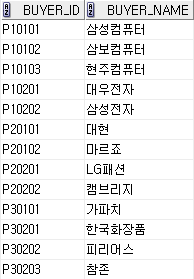 BUYER_ID BUYER_NAME
P10101 삼성컴퓨터
P10102 삼보컴퓨터
P10103 현주컴퓨터
P10201 대우전자
P10202 삼성전자
P20101 대현
P20102 마르죠
P20201 LG패션
P20202 캠브리지
P30101 가파치
P30201 한국화장품
P30202 피리어스
P30203 참존